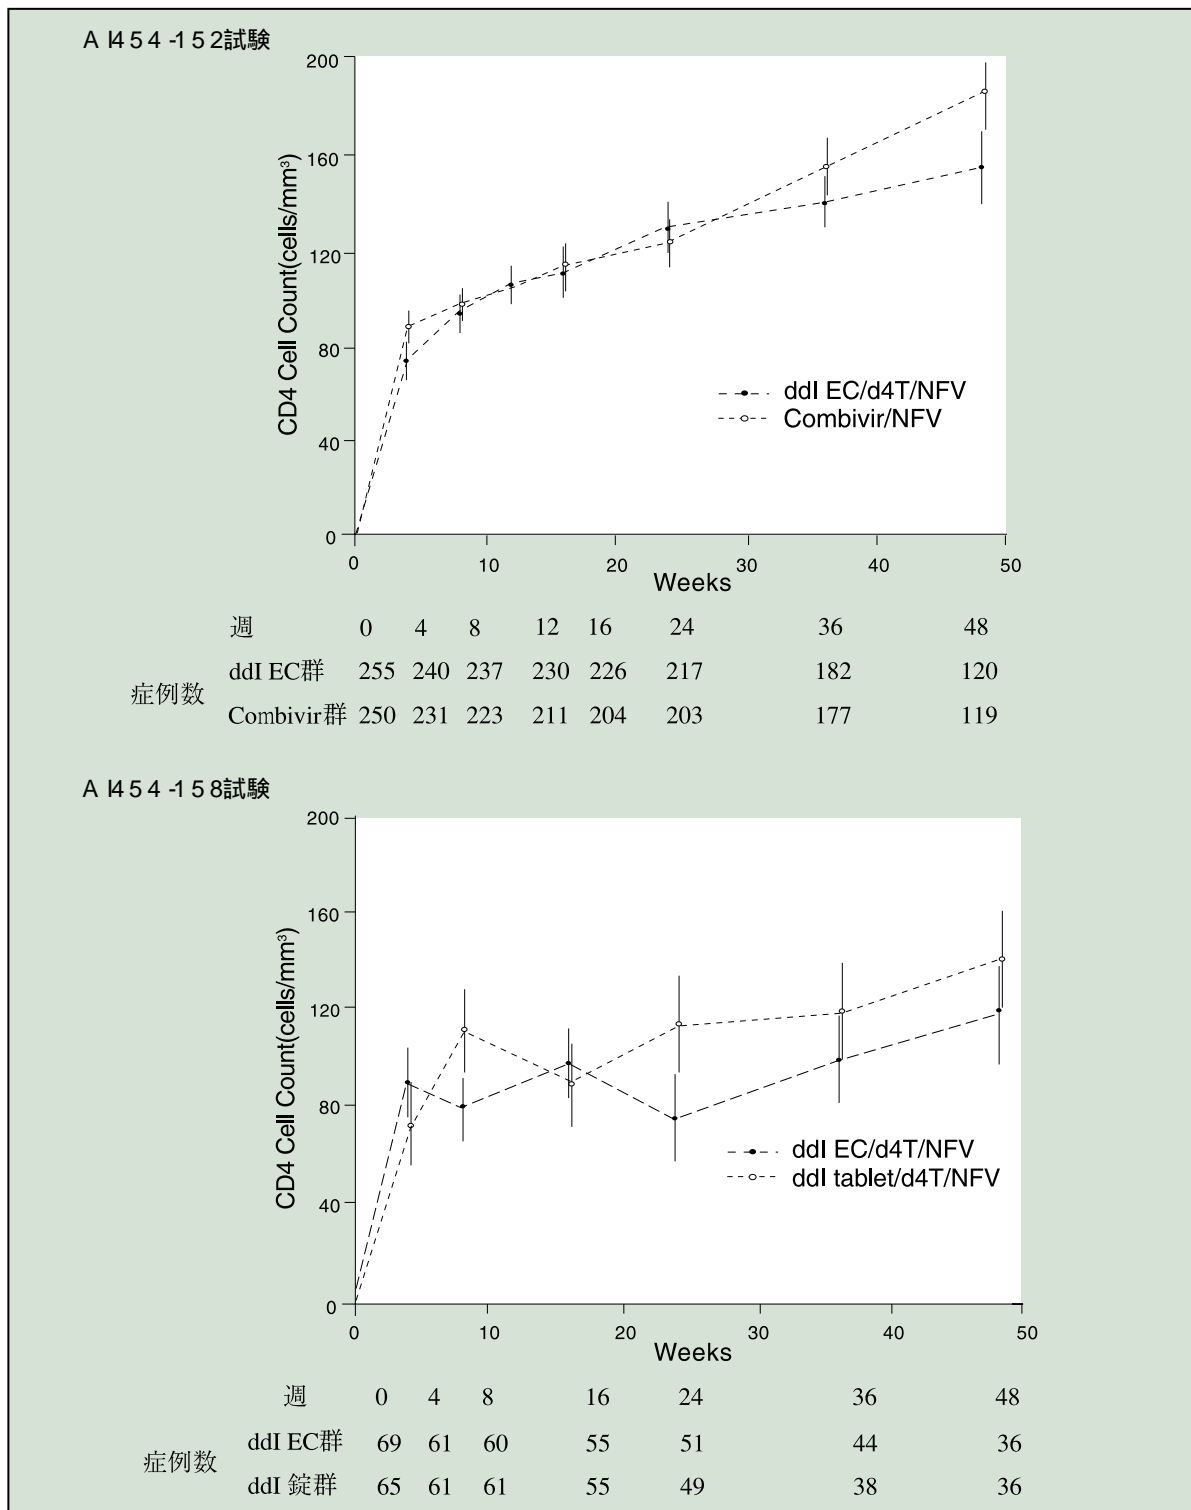 A I454-152試験
200
160
120
80
40
0
CD4 Cell Count(cells/mm³)
ddI EC/d4T/NFV
Combivir/NFV
0 10 20 30 40 50
Weeks
週 0 4 8 12 16 24 36 48
症例数
ddI EC群 255 240 237 230 226 217 182 120
Combivir群 250 231 223 211 204 203 177 119
A I454-158試験
200
160
120
80
40
0
CD4 Cell Count(cells/mm³)
ddI EC/d4T/NFV
ddI tablet/d4T/NFV
0 10 20 30 40 50
Weeks
週 0 4 8 16 24 36 48
症例数
ddI EC群 69 61 60 55 51 44 36
ddI 錠群 65 61 61 55 49 38 36